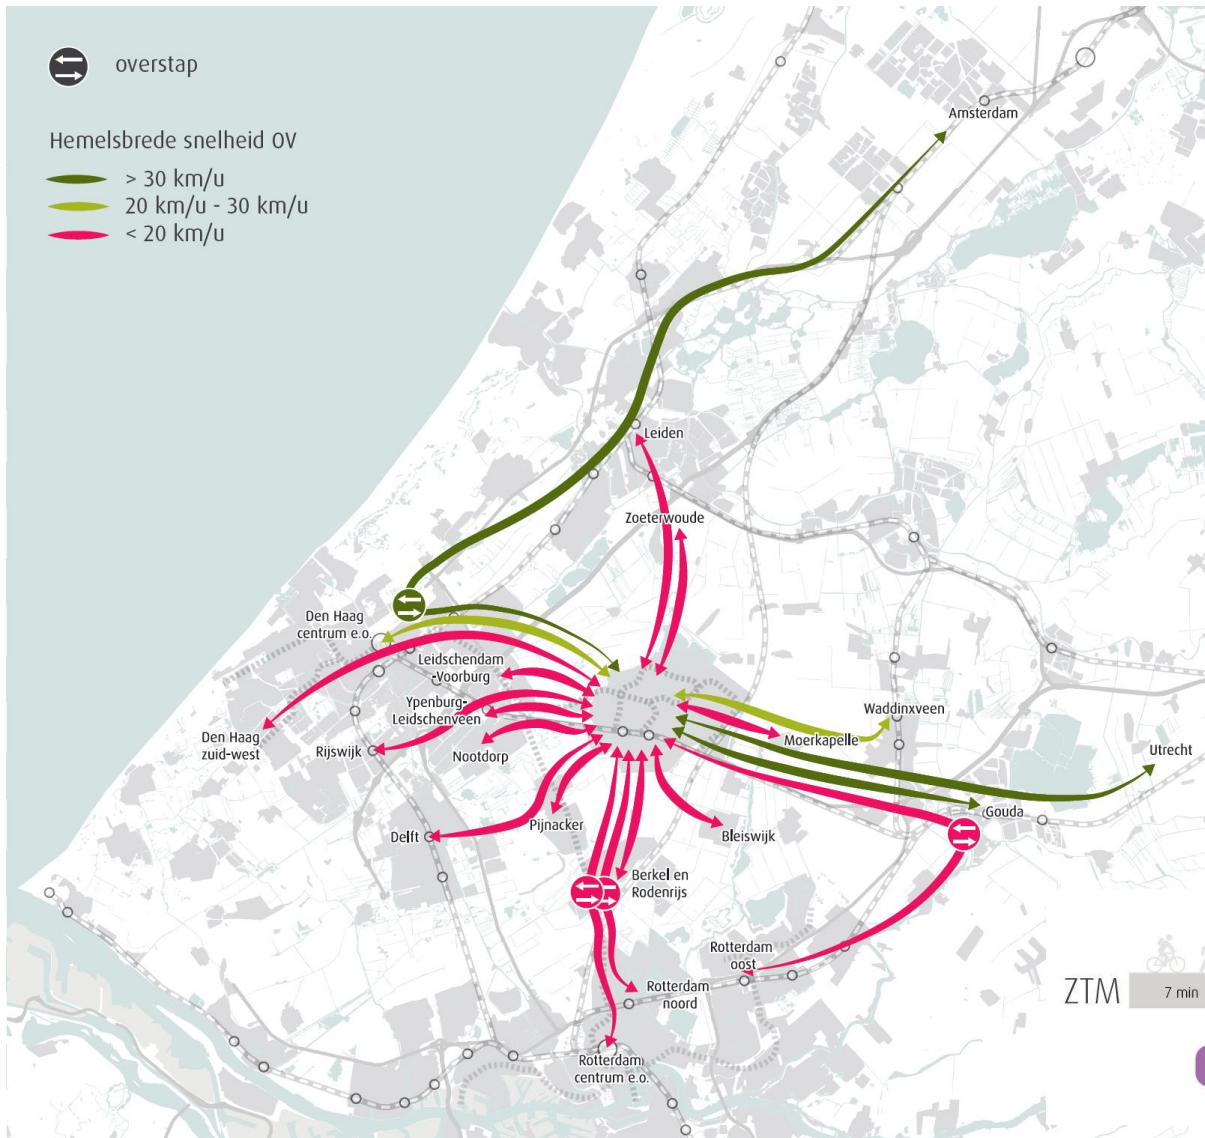 overstap
Hemelsbrede snelheid OV
> 30 km/u
20 km/u - 30 km/u
< 20 km/u
Amsterdam
Leiden
Zoeterwoude
Den Haag
centrum e.o.
Leidschendam
-Voorburg
Ypenburg-
Leidschenveen
Den Haag
zuid-west
Rijswijk
Nootdorp
Waddinxveen
Moerkapelle
Utrecht
Gouda
Delft
Pijnacker
Bleiswijk
Berkel en
Rodenrijs
Rotterdam
oost
Rotterdam
noord
Rotterdam
centrum e.o.
ZTM
7 min